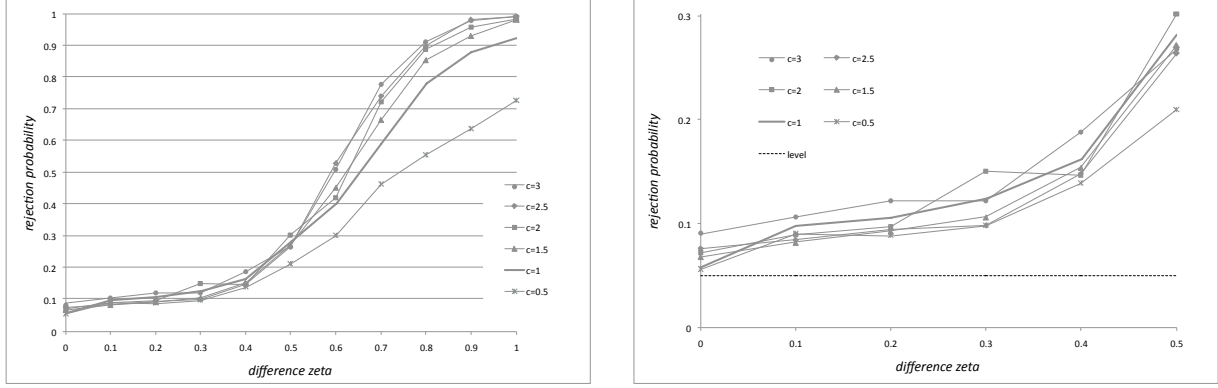 1
0.9
0.8
0.7
0.6
0.5
0.4
0.3
0.2
0.1
0
rejection probability
0 0.1 0.2 0.3 0.4 0.5 0.6 0.7 0.8 0.9 1
difference zeta
c=3
c=2.5
c=2
c=1.5
c=1
c=0.5
0.3
0.2
0.1
0
rejection probability
c=3 c=2.5
c=2 c=1.5
c=1 c=0.5
level
0 0.1 0.2 0.3 0.4 0.5
difference zeta